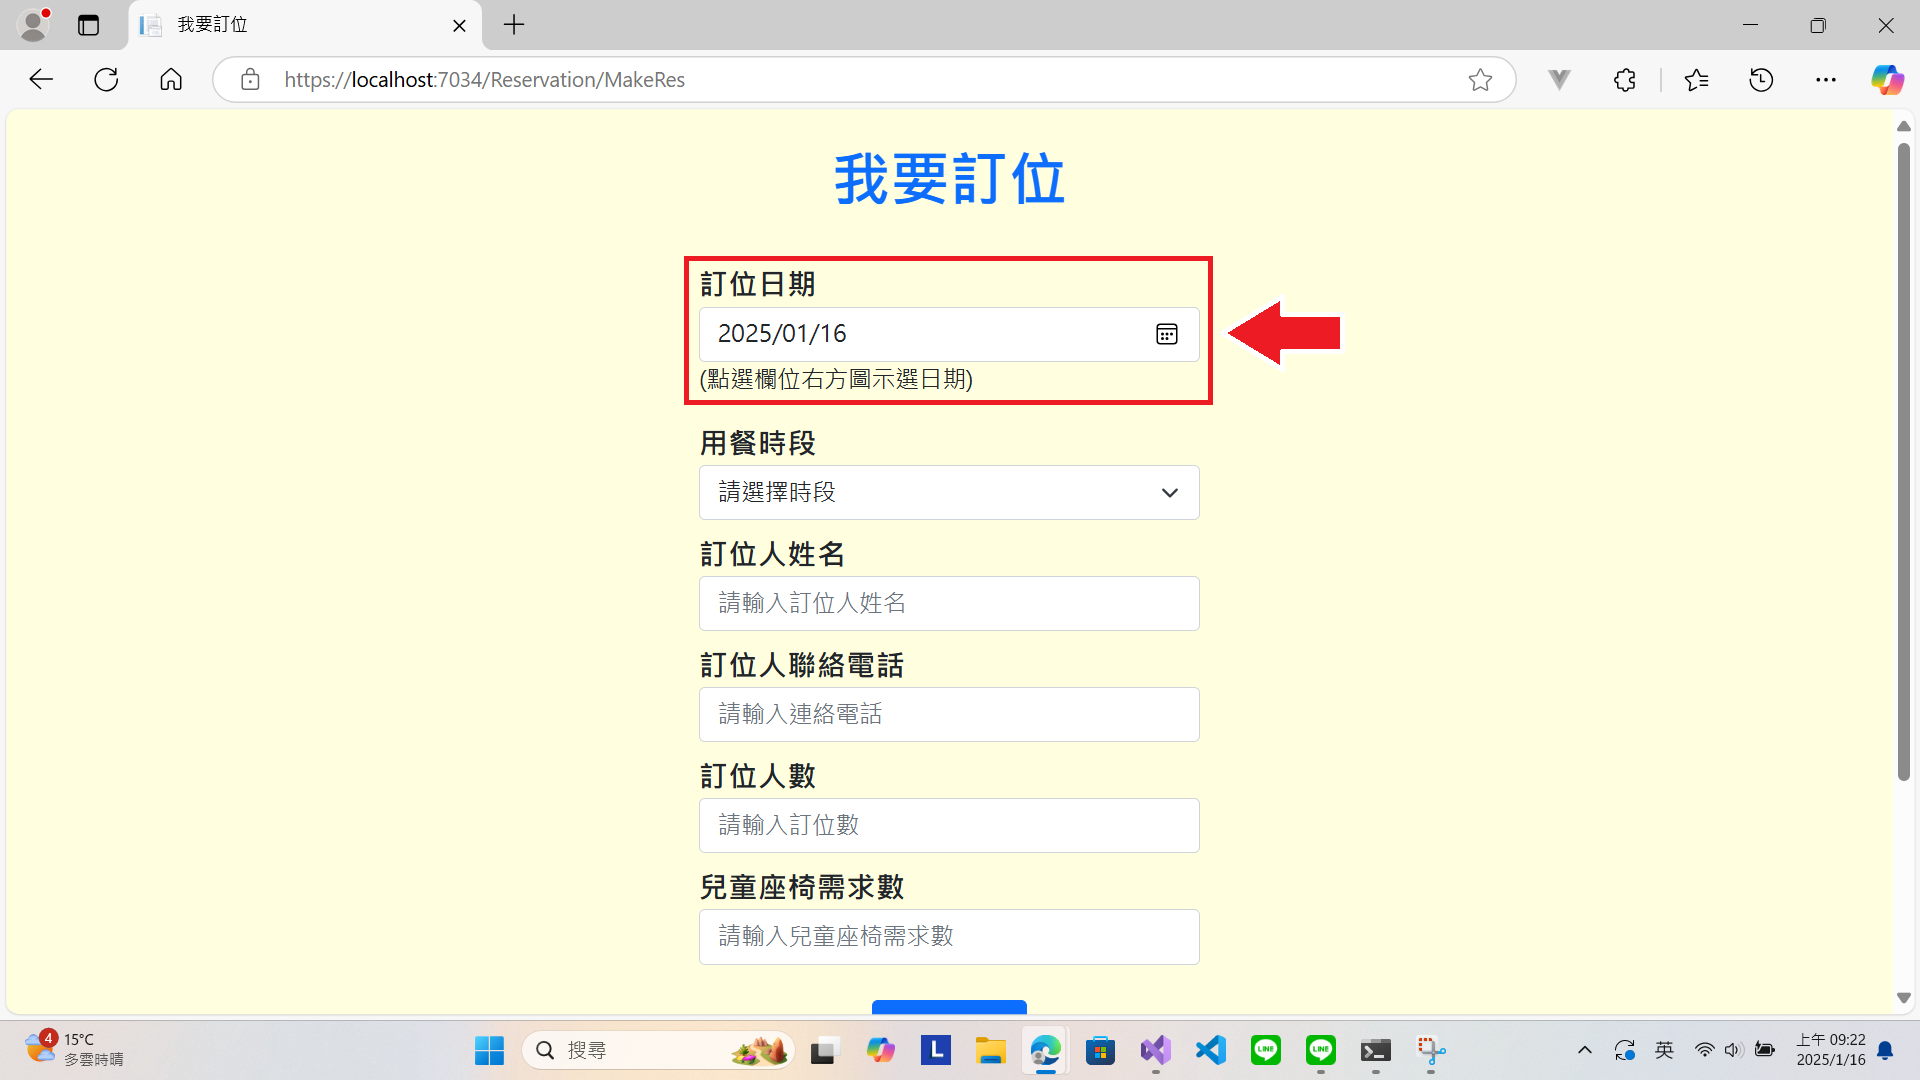 我要訂位
https://localhost:7034/Reservation/MakeRes
我要訂位
訂位日期
2025/01/16
(點選欄位右方圖示選日期)
用餐時段
請選擇時段
訂位人姓名
請輸入訂位人姓名
訂位人聯絡電話
請輸入連絡電話
訂位人數
請輸入訂位數
兒童座椅需求數
請輸入兒童座椅需求數
4
15°C
多雲時晴
搜尋
L
LINE
LINE
英
上午 09:22
2025/1/16